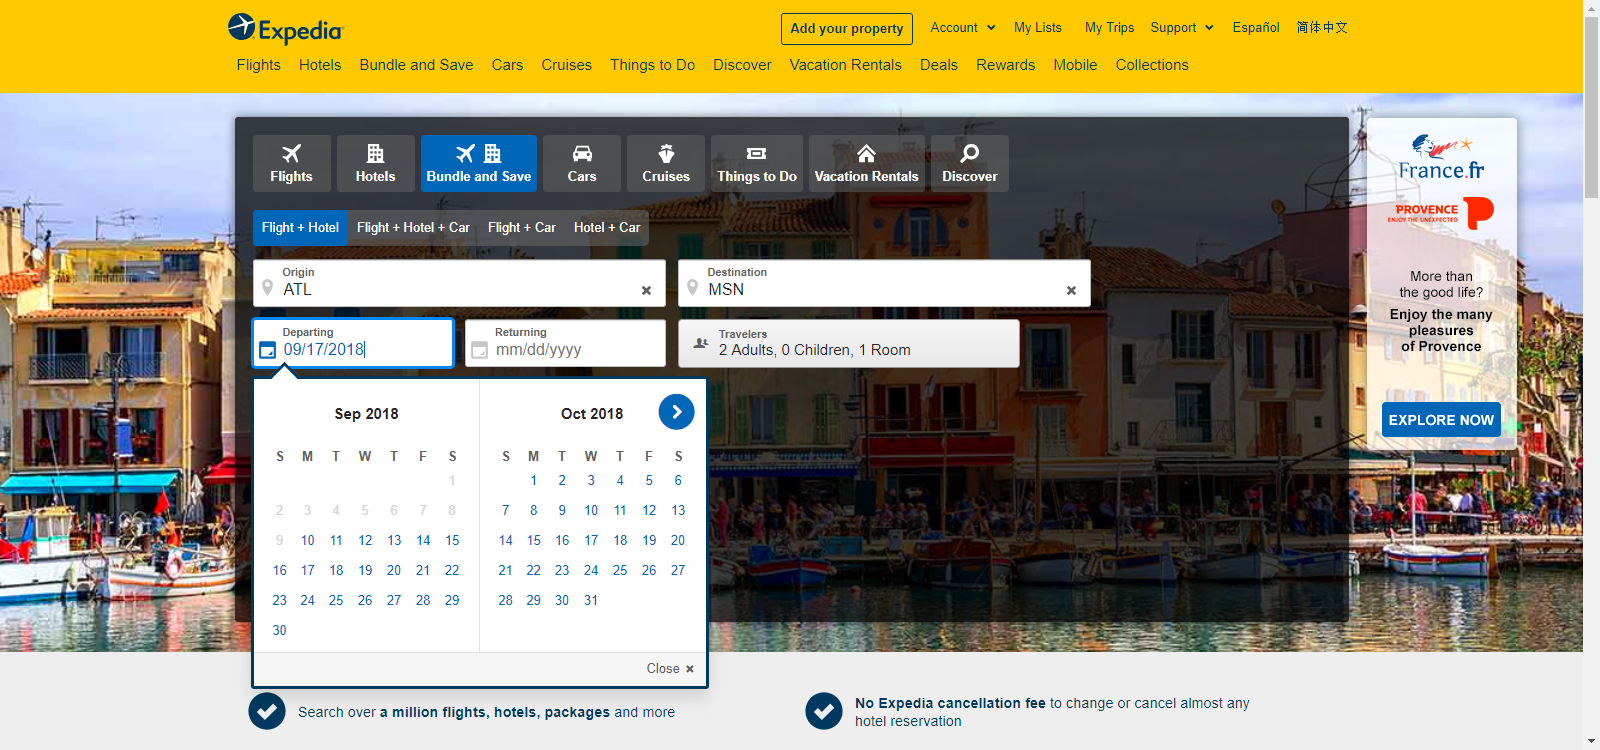 Expedia
Add your property
Account
My Lists
My Trips
Support
Español
简体中文
Flights
Hotels
Bundle and Save
Cars
Cruises
Things to Do
Discover
Vacation Rentals
Deals
Rewards
Mobile
Collections
Flights
Hotels
Bundle and Save
Cars
Cruises
Things to Do
Vacation Rentals
Discover
Flight + Hotel
Flight + Hotel + Car
Flight + Car
Hotel + Car
Origin
ATL
Destination
MSN
Departing
09/17/2018
Returning
mm/dd/yyyy
Travelers
2 Adults, 0 Children, 1 Room
Sep 2018
S M T W T F S
1
2 3 4 5 6 7 8
9 10 11 12 13 14 15
16 17 18 19 20 21 22
23 24 25 26 27 28 29
30
Oct 2018
S M T W T F S
1 2 3 4 5 6
7 8 9 10 11 12 13
14 15 16 17 18 19 20
21 22 23 24 25 26 27
28 29 30 31
Close
France.fr
PROVENCE
ENJOY THE UNEXPECTED
More than
the good life?
Enjoy the many
pleasures
of Provence
EXPLORE NOW
Search over a million flights, hotels, packages and more
No Expedia cancellation fee to change or cancel almost any
hotel reservation